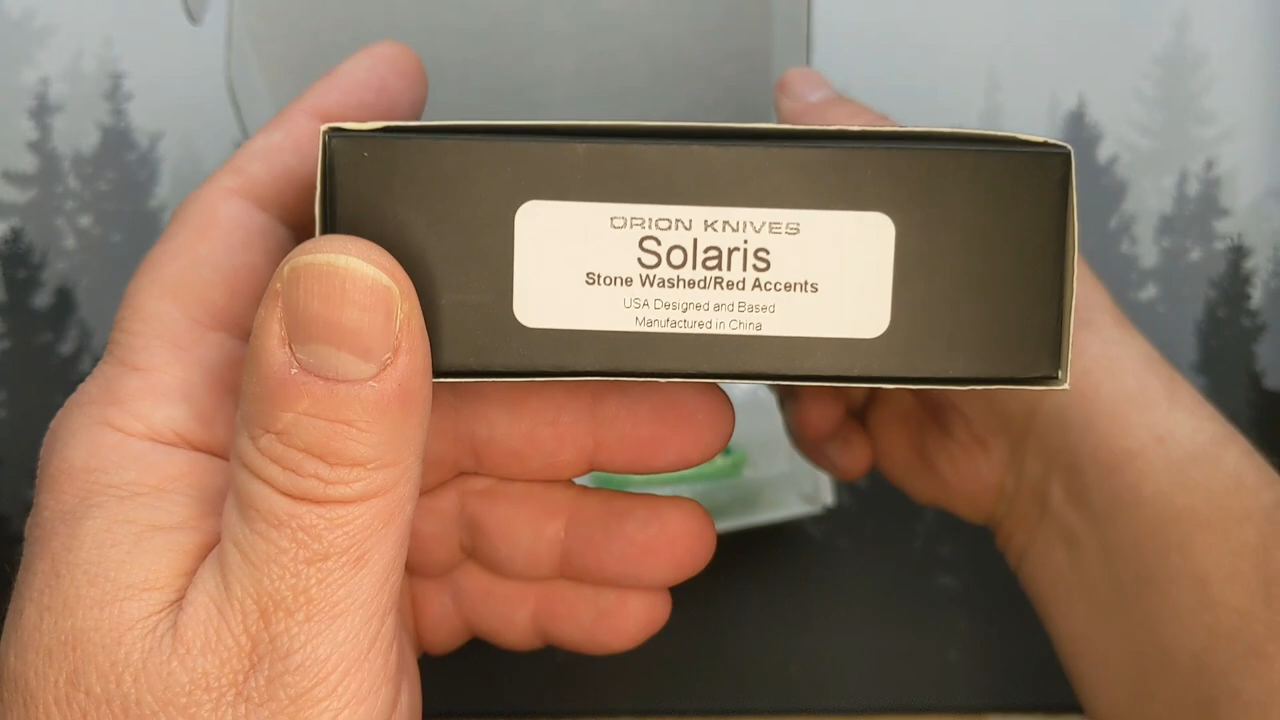 ORION KNIVES
Solaris
Stone Washed/Red Accents
USA Designed and Based
Manufactured in China